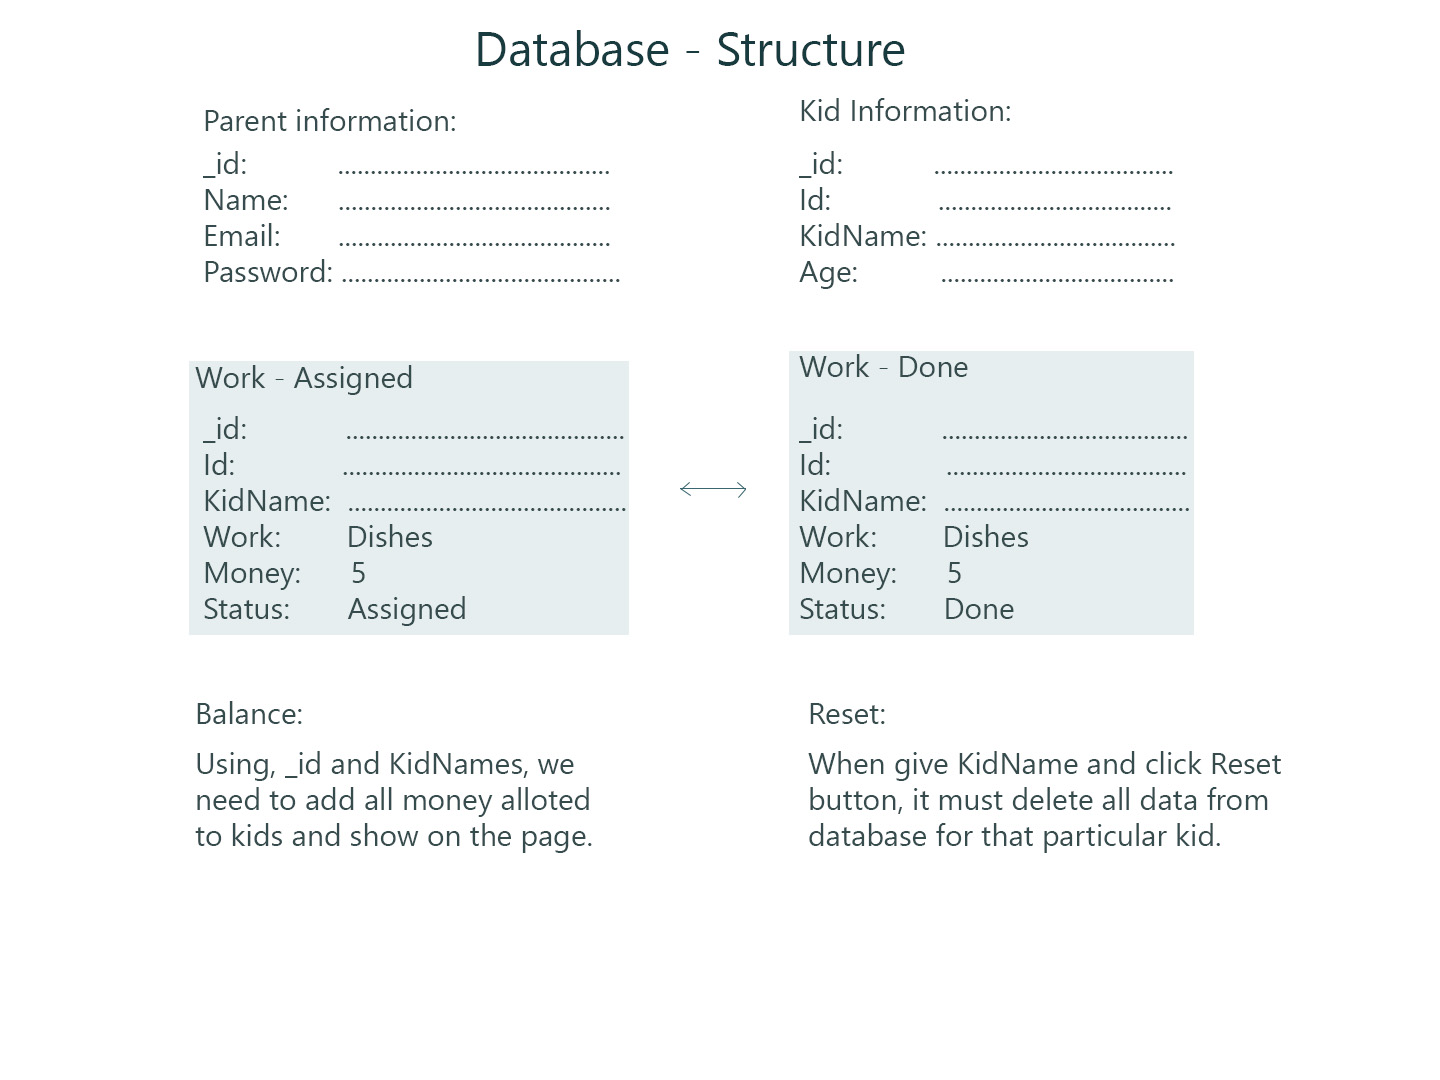 Database - Structure
Parent information:
_id: ..........................................
Name: ..........................................
Email: ..........................................
Password: ...........................................
Kid Information:
_id: .....................................
Id: ....................................
KidName: .....................................
Age: ....................................
Work - Assigned
_id: ...........................................
Id: ...........................................
KidName: ...........................................
Work: Dishes
Money: 5
Status: Assigned
Work - Done
_id: ......................................
Id: .....................................
KidName: ......................................
Work: Dishes
Money: 5
Status: Done
Balance:
Using, _id and KidNames, we
need to add all money alloted
to kids and show on the page.
Reset:
When give KidName and click Reset
button, it must delete all data from
database for that particular kid.